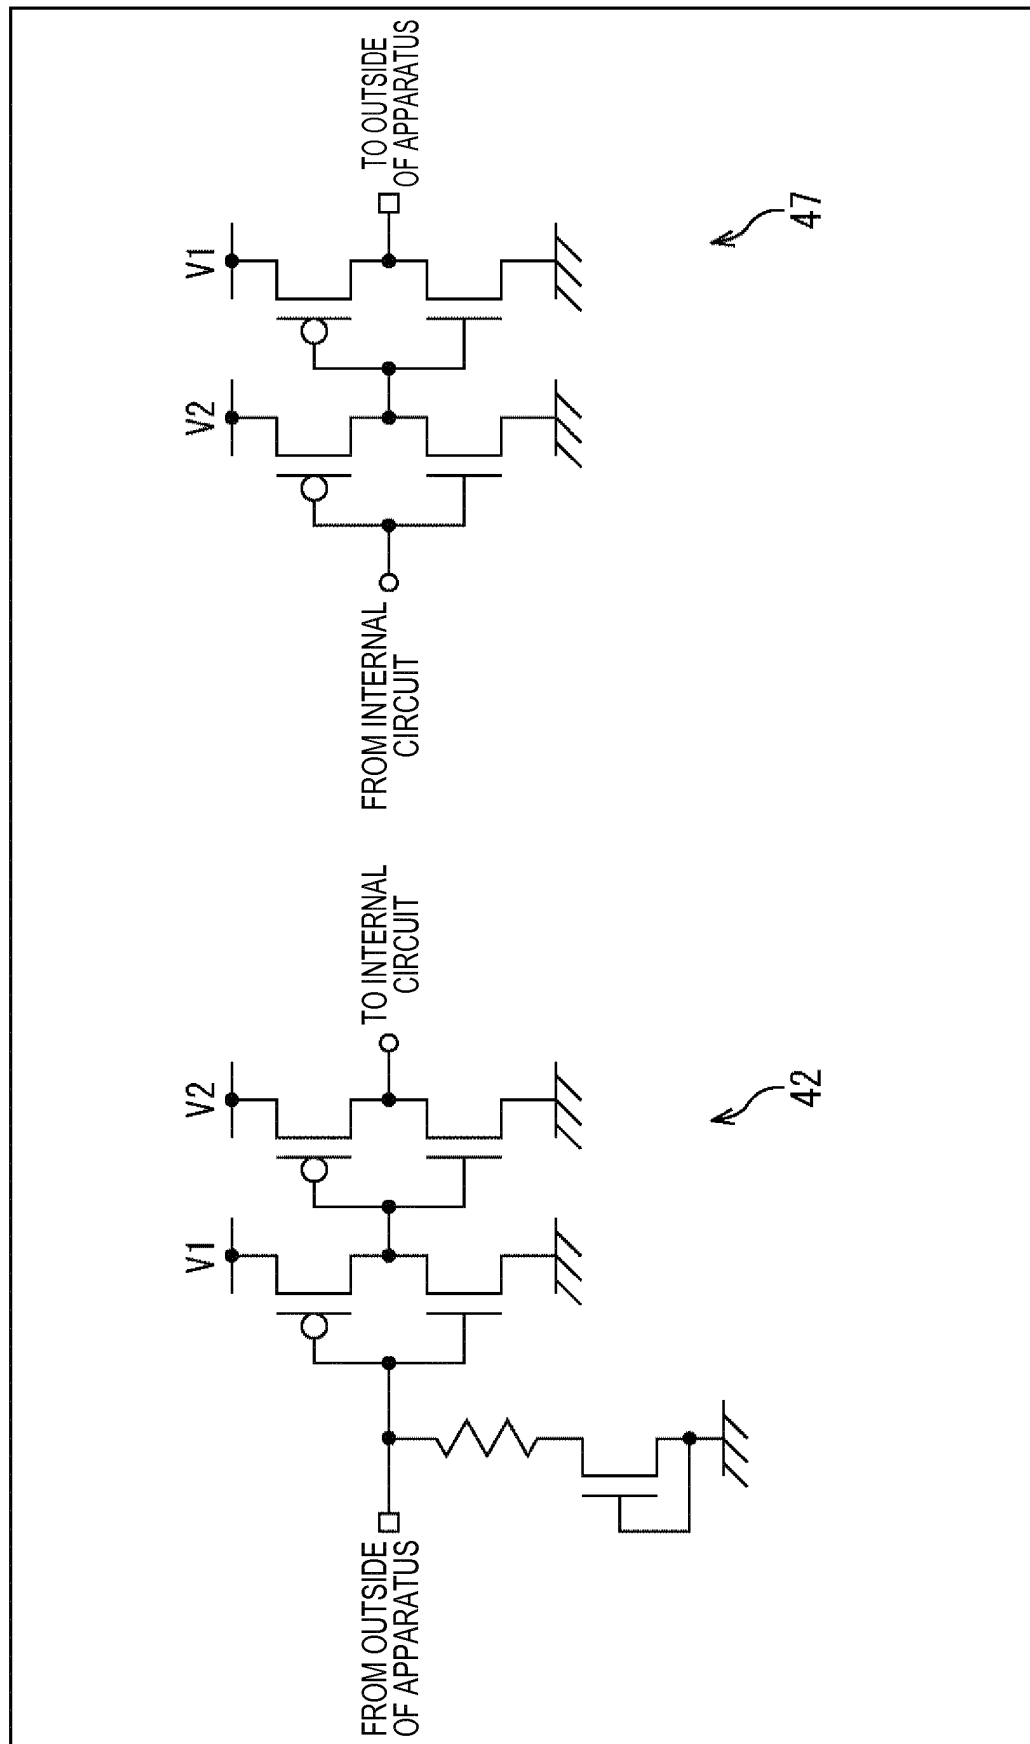 FROM OUTSIDE
OF APPARATUS
V1
V2
TO INTERNAL
CIRCUIT
42
FROM INTERNAL
CIRCUIT
V2
V1
TO OUTSIDE
OF APPARATUS
47